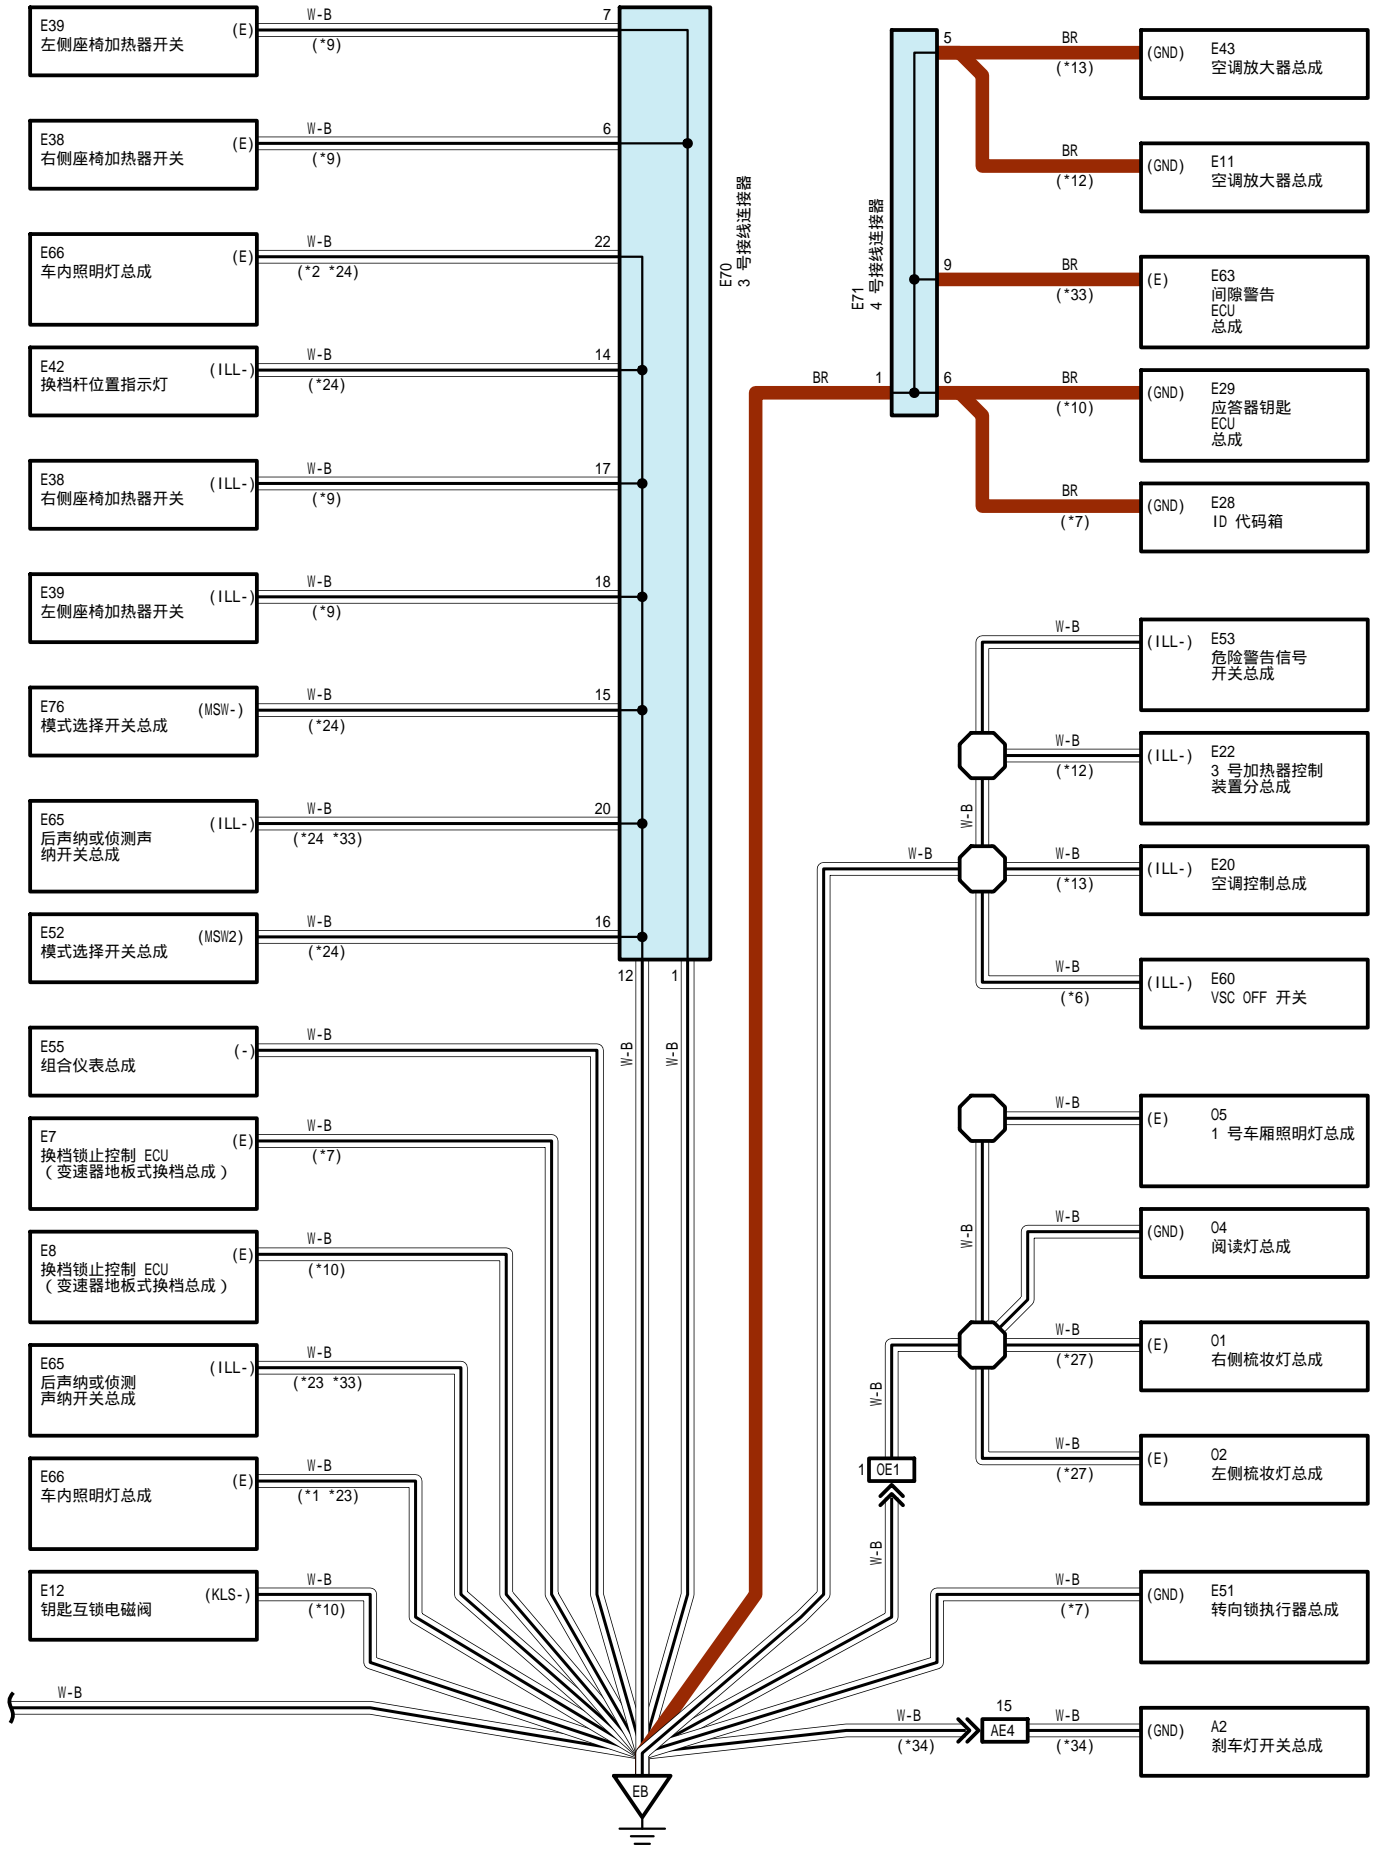 E39
左侧座椅加热器开关
(E)
W-B
(*9)
7
E38
右侧座椅加热器开关
(E)
W-B
(*9)
6
E66
车内照明灯总成
(E)
W-B
(*2 *24)
22
E42
换档杆位置指示灯
(ILL-)
W-B
(*24)
14
E38
右侧座椅加热器开关
(ILL-)
W-B
(*9)
17
E39
左侧座椅加热器开关
(ILL-)
W-B
(*9)
18
E76
模式选择开关总成
(MSW-)
W-B
(*24)
15
E65
后声纳或侦测声
纳开关总成
(ILL-)
W-B
(*24 *33)
20
E52
模式选择开关总成
(MSW2)
W-B
(*24)
16
E70
3 号接线连接器
12
1
W-B
W-B
E55
组合仪表总成
(-)
W-B
E7
换档锁止控制 ECU
（变速器地板式换档总成）
(E)
W-B
(*7)
E8
换档锁止控制 ECU
（变速器地板式换档总成）
(E)
W-B
(*10)
E65
后声纳或侦测
声纳开关总成
(ILL-)
W-B
(*23 *33)
E66
车内照明灯总成
(E)
W-B
(*1 *23)
E12
钥匙互锁电磁阀
(KLS-)
W-B
(*10)
W-B
E71
4 号接线连接器
BR
1
5
BR
(*13)
(GND)
E43
空调放大器总成
BR
(*12)
(GND)
E11
空调放大器总成
9
BR
(*33)
(E)
E63
间隙警告
ECU
总成
6
BR
(*10)
(GND)
E29
应答器钥匙
ECU
总成
BR
(*7)
(GND)
E28
ID 代码箱
W-B
(ILL-)
E53
危险警告信号
开关总成
W-B
(*12)
(ILL-)
E22
3 号加热器控制
装置分总成
W-B
W-B
W-B
(*13)
(ILL-)
E20
空调控制总成
W-B
(*6)
(ILL-)
E60
VSC OFF 开关
W-B
(E)
O5
1 号车厢照明灯总成
W-B
W-B
(GND)
O4
阅读灯总成
W-B
(*27)
(E)
O1
右侧梳妆灯总成
W-B
1
OE1
W-B
W-B
(*27)
(E)
O2
左侧梳妆灯总成
W-B
(*7)
(GND)
E51
转向锁执行器总成
W-B
(*34)
15
AE4
W-B
(*34)
(GND)
A2
刹车灯开关总成
EB